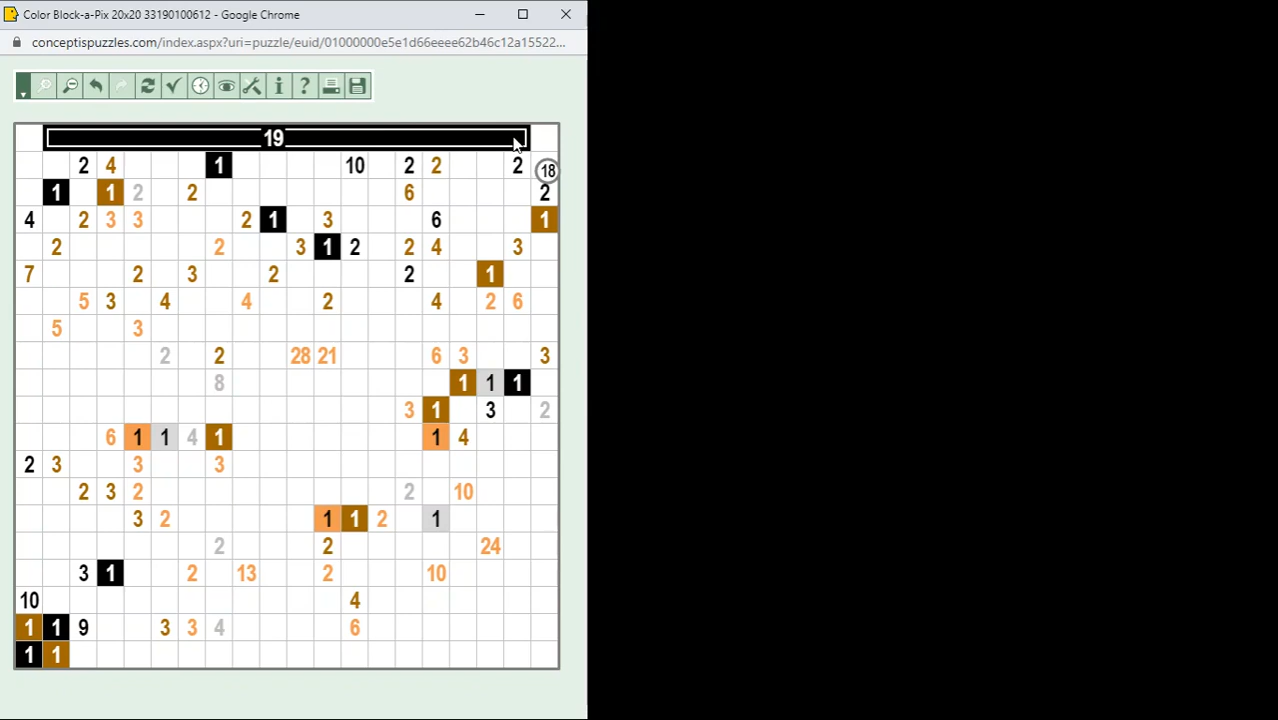 Color Block-a-Pix 20x20 33190100612 - Google Chrome
conceptispuzzles.com/index.aspx?uri=puzzle/euid/01000000e5e1d66eeee62b46c12a15522...
19
2 4 1 10 2 2 2 18
1 1 2 2 6 2
4 2 3 3 2 1 3 6 1
2 2 3 1 2 2 4 3
7 2 3 2 2 1
5 3 4 4 2 4 2 6
5 3
2 2 28 21 6 3 3
8 1 1 1
3 1 3 2
6 1 1 4 1 1 4
2 3 3 3
2 3 2 2 10
3 2 1 1 2 1
2 2 24
3 1 2 13 2 10
10 4
1 1 9 3 3 4 6
1 1